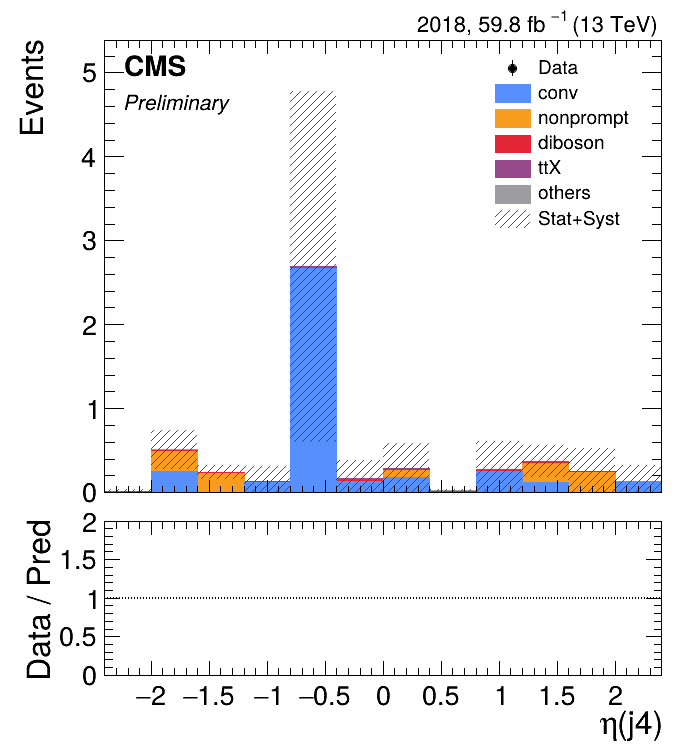 2018, 59.8 fb⁻¹ (13 TeV)
Events
CMS
Preliminary
Data
conv
nonprompt
diboson
ttX
others
Stat+Syst
5
4
3
2
1
0
Data / Pred
2
1.5
1
0.5
0
−2 −1.5 −1 −0.5 0 0.5 1 1.5 2
η(j4)